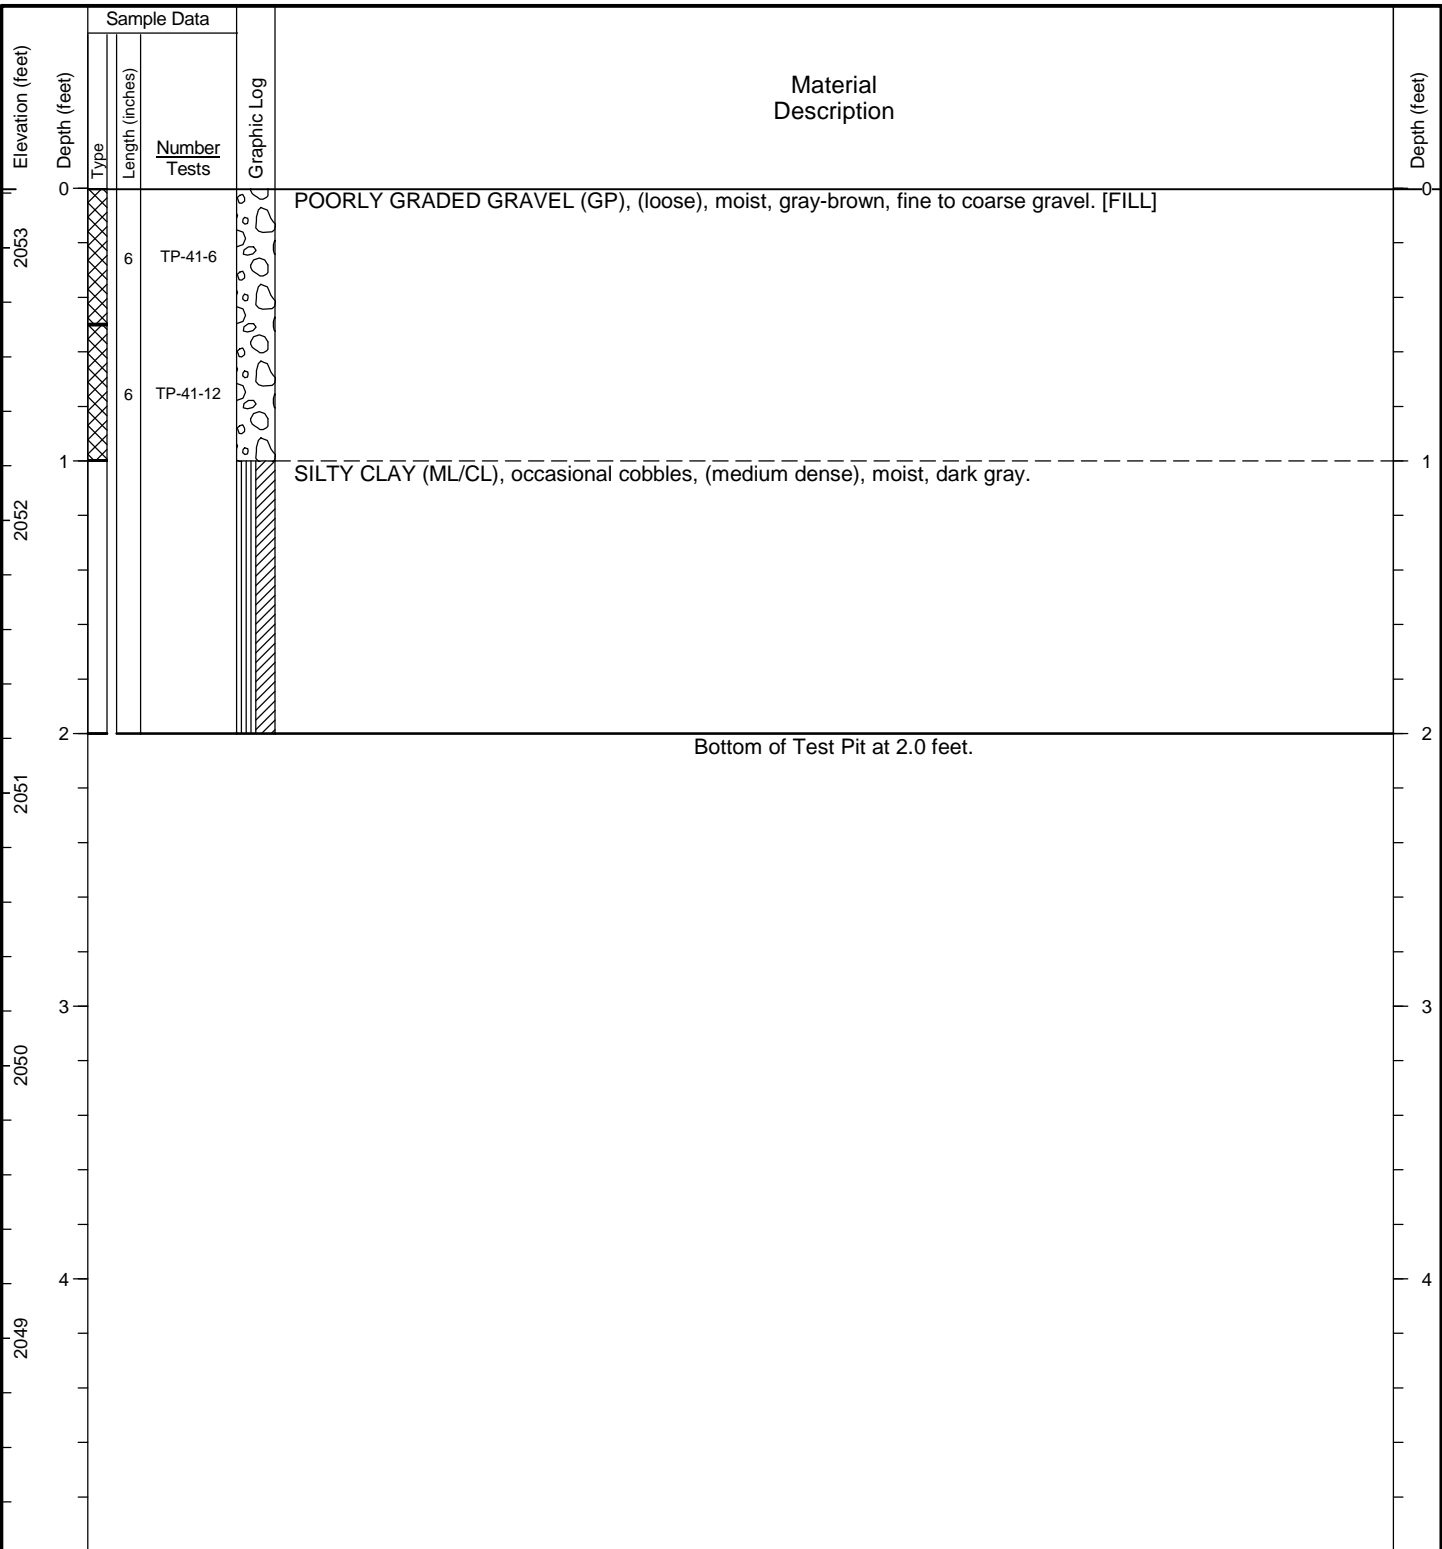 Sample Data
Elevation (feet)
Depth (feet)
Type
Length (inches)
Number
Tests
Graphic Log
Material
Description
Depth (feet)
0
POORLY GRADED GRAVEL (GP), (loose), moist, gray-brown, fine to coarse gravel. [FILL]
0
2053
6
TP-41-6
6
TP-41-12
1
SILTY CLAY (ML/CL), occasional cobbles, (medium dense), moist, dark gray.
1
2052
2
Bottom of Test Pit at 2.0 feet.
2
2051
3
3
2050
4
4
2049